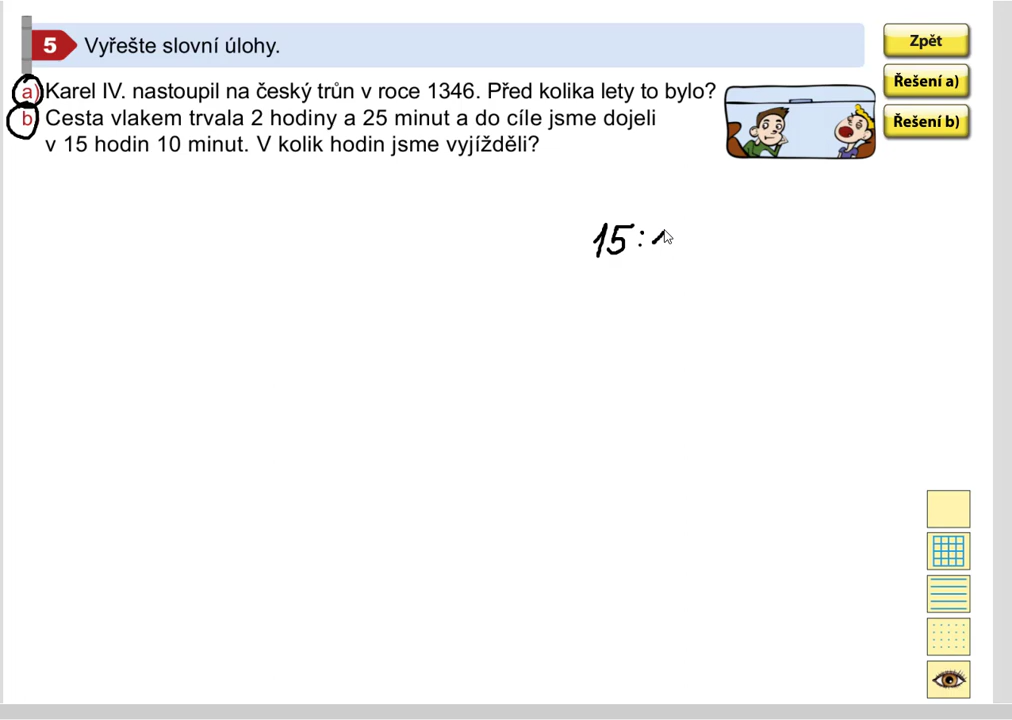 5 Vyřešte slovní úlohy.
Zpět
a) Karel IV. nastoupil na český trůn v roce 1346. Před kolika lety to bylo?
Řešení a)
b) Cesta vlakem trvala 2 hodiny a 25 minut a do cíle jsme dojeli
Řešení b)
v 15 hodin 10 minut. V kolik hodin jsme vyjížděli?
15: